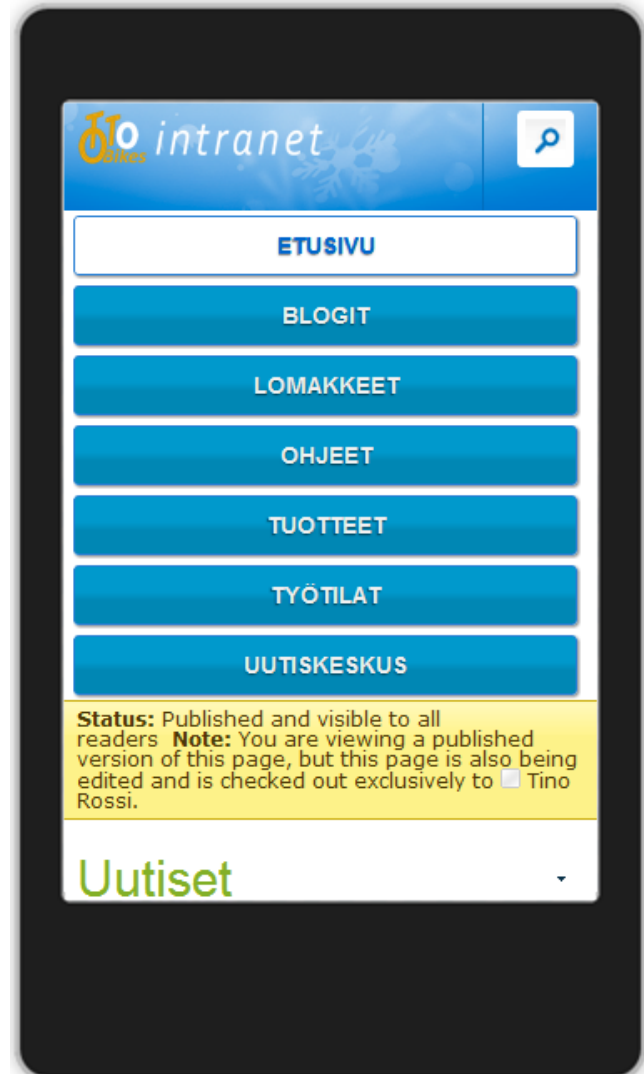 TO Bikes intranet
ETUSIVU
BLOGIT
LOMAKKEET
OHJEET
TUOTTEET
TYÖTILAT
UUTISKESKUS
Status: Published and visible to all
readers Note: You are viewing a published
version of this page, but this page is also being
edited and is checked out exclusively to Tino
Rossi.
Uutiset